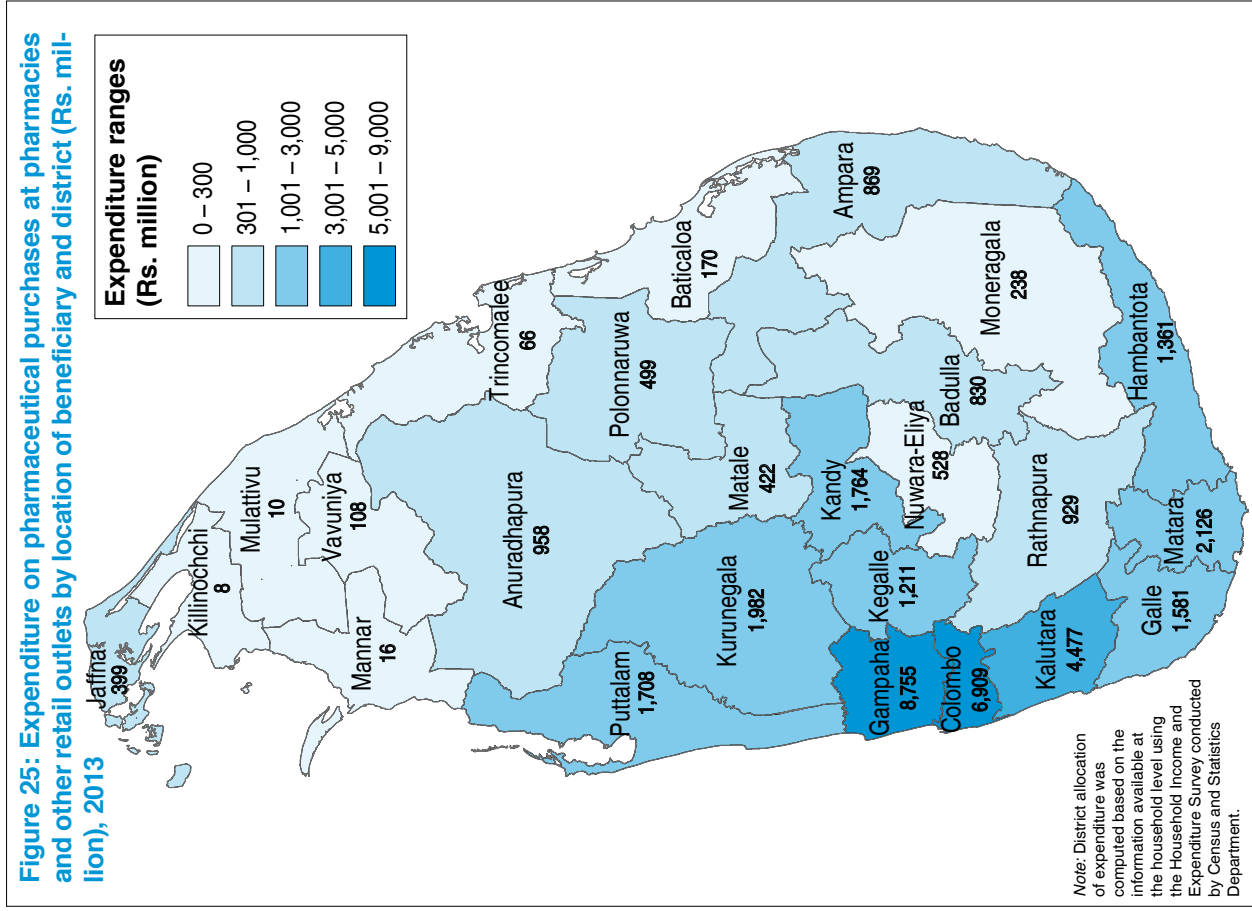 Figure 25: Expenditure on pharmaceutical purchases at pharmacies
and other retail outlets by location of beneficiary and district (Rs. mil-
lion), 2013
Expenditure ranges
(Rs. million)
0 – 300
301 – 1,000
1,001 – 3,000
3,001 – 5,000
5,001 – 9,000
Jaffna
399
Killinochchi
8
Mulattivu
10
Mannar
16
Vavuniya
108
Trincomalee
66
Anuradhapura
958
Polonnaruwa
499
Baticaloa
170
Puttalam
1,708
Kurunegala
1,982
Matale
422
Ampara
869
Kandy
1,764
Gampaha
8,755
Kegalle
1,211
Nuwara-Eliya
528
Badulla
830
Moneragala
238
Colombo
6,909
Rathnapura
929
Kalutara
4,477
Hambantota
1,361
Galle
1,581
Matara
2,126
Note: District allocation
of expenditure was
computed based on the
information available at
the household level using
the Household Income and
Expenditure Survey conducted
by Census and Statistics
Department.